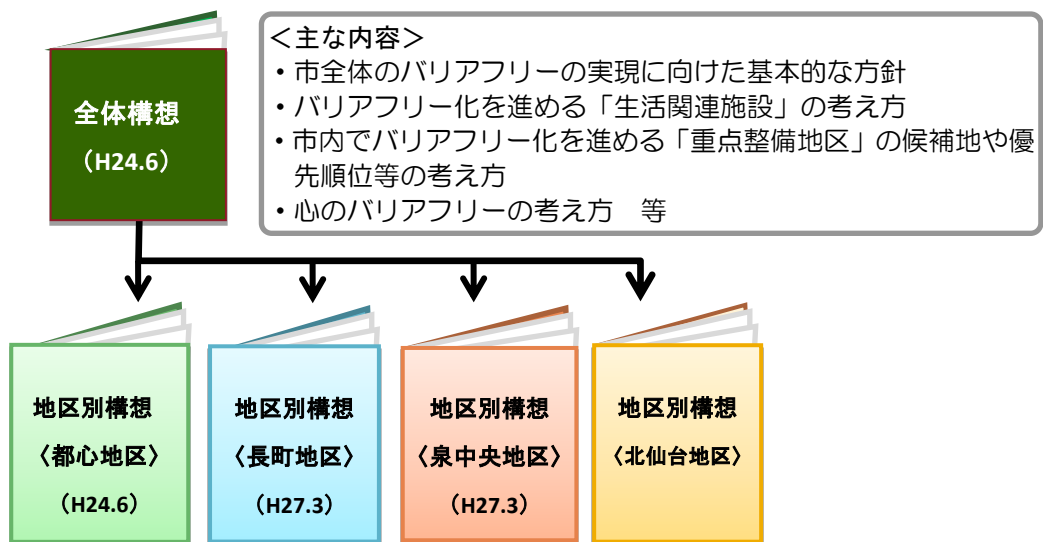 全体構想
（H24.6）
＜主な内容＞
・市全体のバリアフリーの実現に向けた基本的な方針
・バリアフリー化を進める「生活関連施設」の考え方
・市内でバリアフリー化を進める「重点整備地区」の候補地や優
先順位等の考え方
・心のバリアフリーの考え方　等
地区別構想
〈都心地区〉
（H24.6）
地区別構想
〈長町地区〉
（H27.3）
地区別構想
〈泉中央地区〉
（H27.3）
地区別構想
〈北仙台地区〉